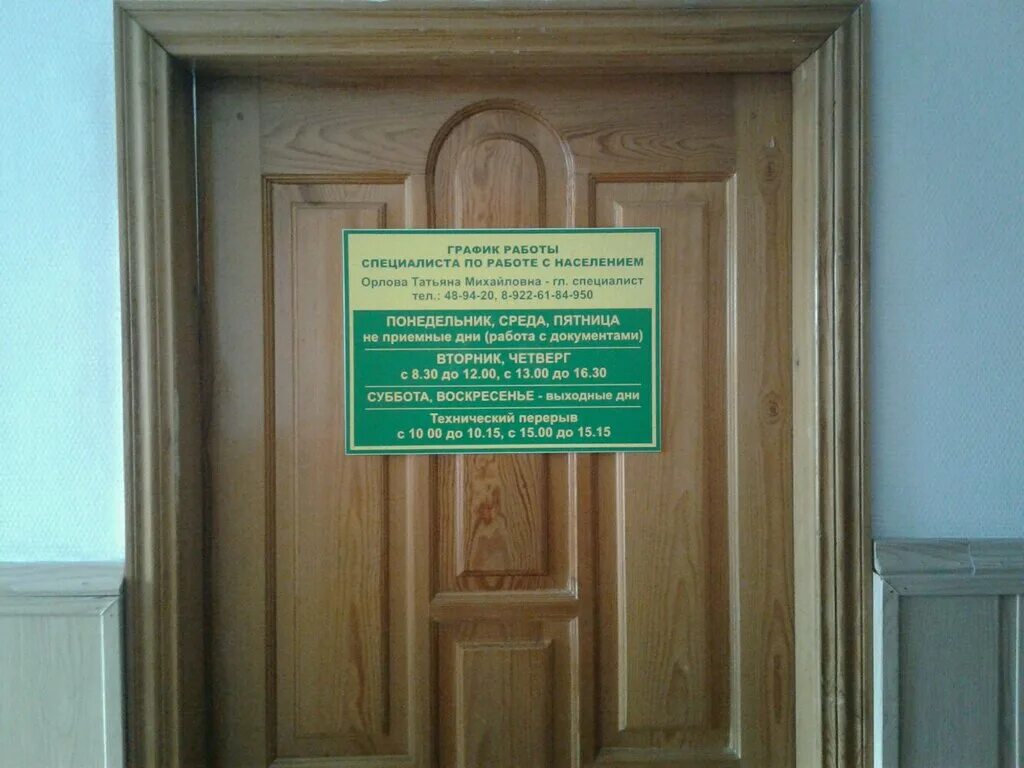 ГРАФИК РАБОТЫ
СПЕЦИАЛИСТА ПО РАБОТЕ С НАСЕЛЕНИЕМ
Орлова Татьяна Михайловна - гл. специалист
тел.: 48-94-20, 8-922-61-84-950
ПОНЕДЕЛЬНИК, СРЕДА, ПЯТНИЦА
не приемные дни (работа с документами)
ВТОРНИК, ЧЕТВЕРГ
с 8.30 до 12.00, с 13.00 до 16.30
СУББОТА, ВОСКРЕСЕНЬЕ - выходные дни
Технический перерыв
с 10 00 до 10.15, с 15.00 до 15.15